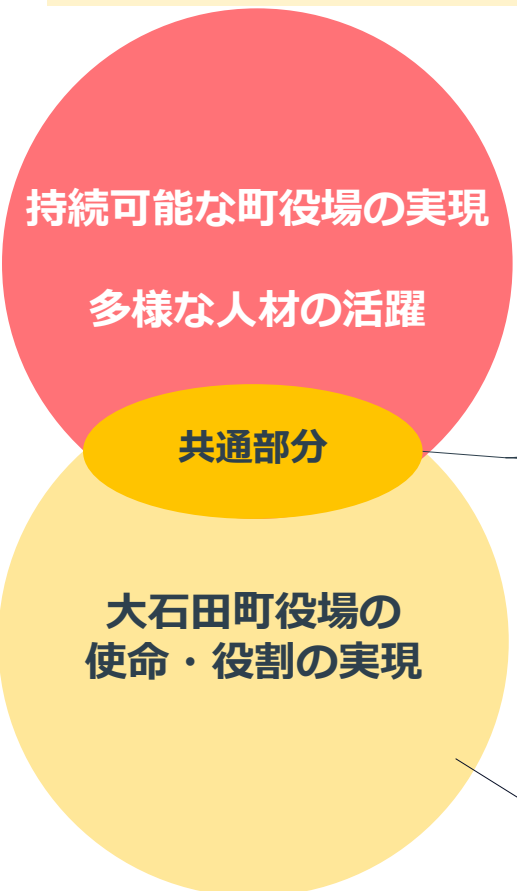 持続可能な町役場の実現
多様な人材の活躍
共通部分
大石田町役場の
使命・役割の実現